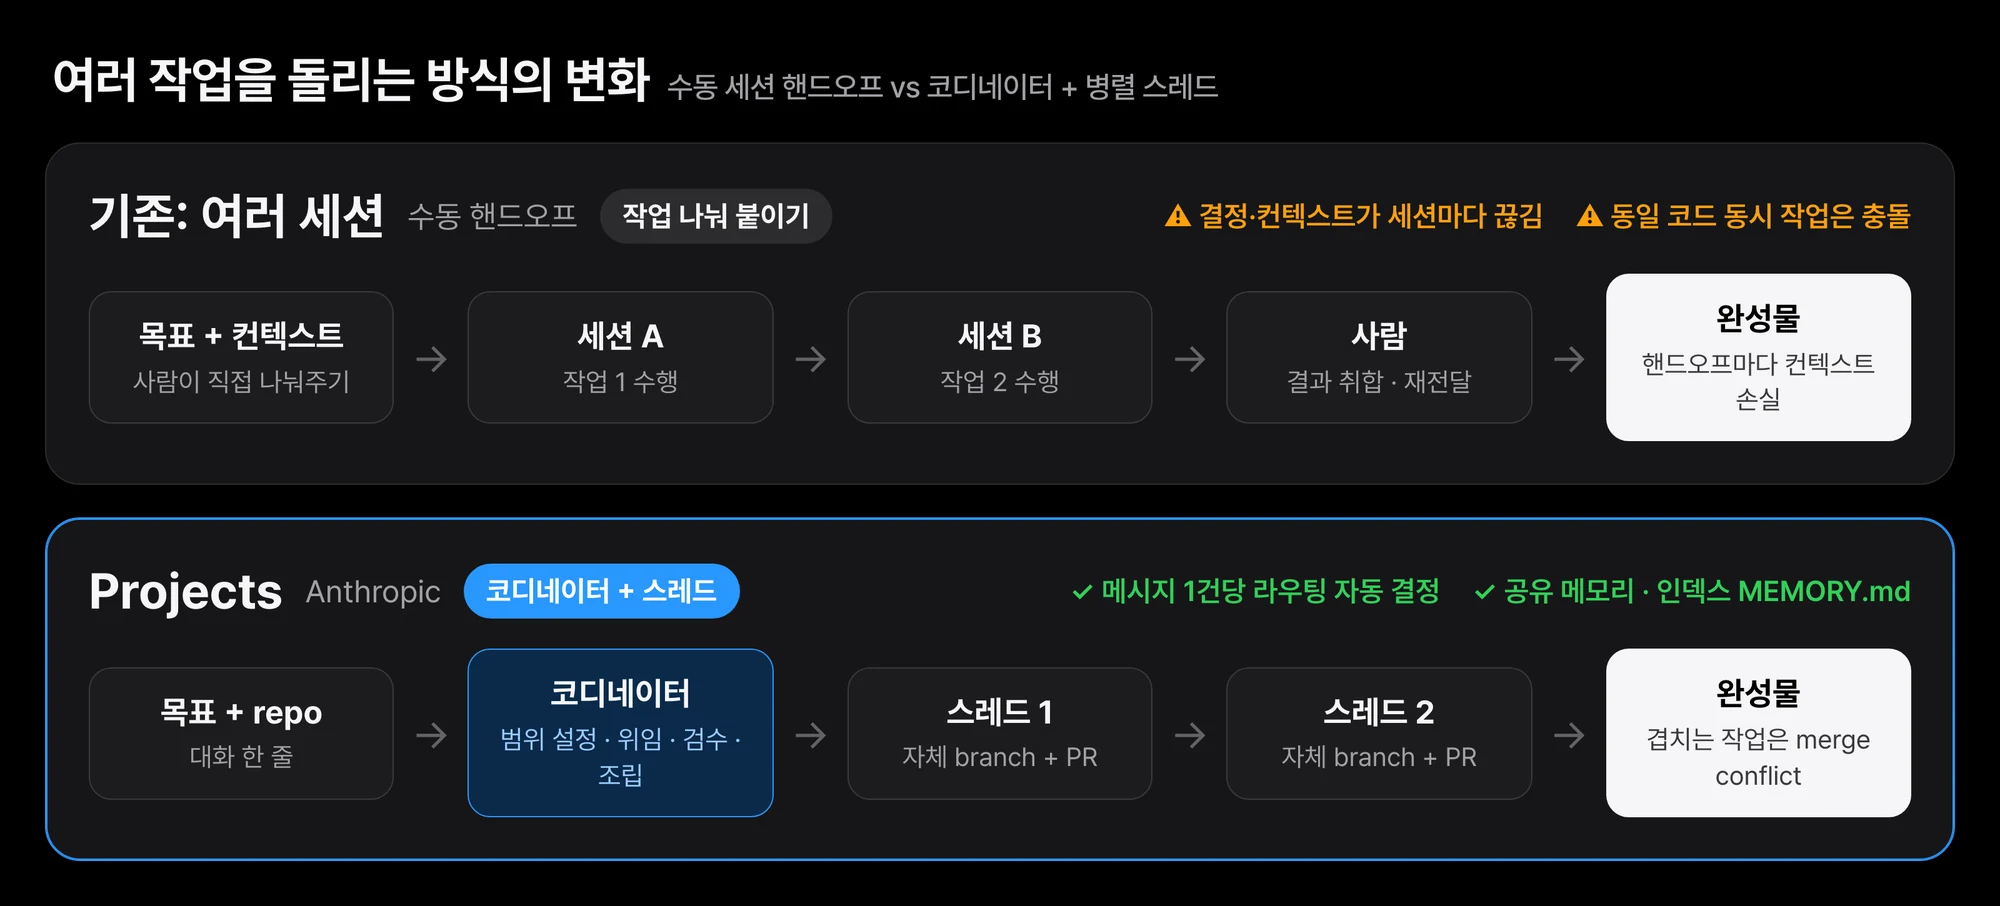 여러 작업을 돌리는 방식의 변화 수동 세션 핸드오프 vs 코디네이터 + 병렬 스레드
기존: 여러 세션 수동 핸드오프 작업 나눠 붙이기 ⚠ 결정·컨텍스트가 세션마다 끊김 ⚠ 동일 코드 동시 작업은 충돌
목표 + 컨텍스트
사람이 직접 나눠주기
→
세션 A
작업 1 수행
→
세션 B
작업 2 수행
→
사람
결과 취합 · 재전달
→
완성물
핸드오프마다 컨텍스트
손실
Projects Anthropic 코디네이터 + 스레드 ✓ 메시지 1건당 라우팅 자동 결정 ✓ 공유 메모리 · 인덱스 MEMORY.md
목표 + repo
대화 한 줄
→
코디네이터
범위 설정 · 위임 · 검수 ·
조립
→
스레드 1
자체 branch + PR
→
스레드 2
자체 branch + PR
→
완성물
겹치는 작업은 merge
conflict